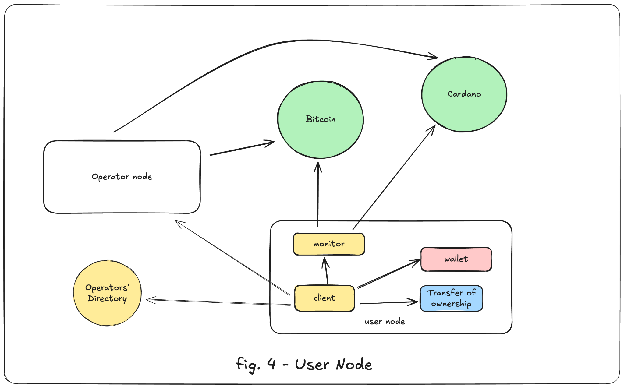 Cardano
Bitcoin
Operator node
monitor
wallet
Operators'
Directory
client
Transfer of
ownership
user node
fig. 4 - User Node